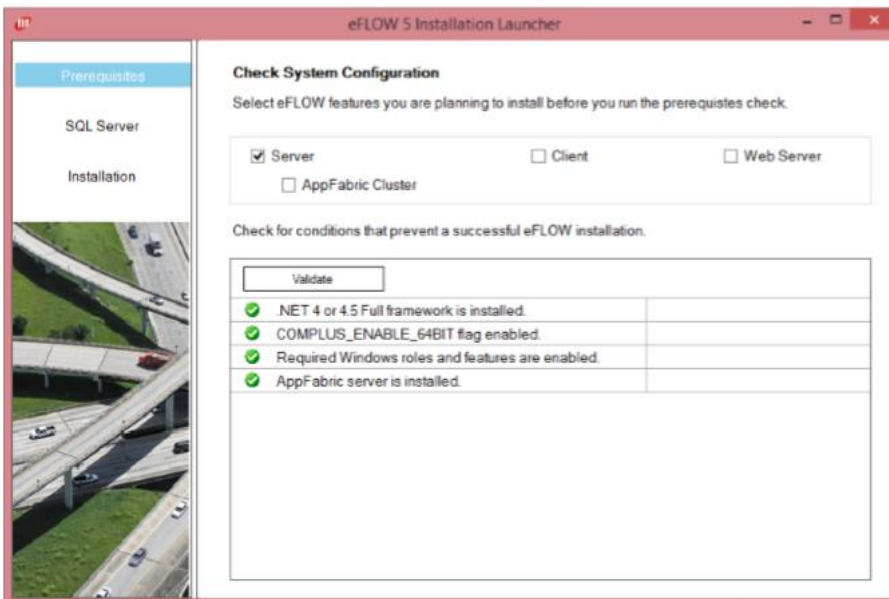 eFLOW 5 Installation Launcher
Prerequisites
SQL Server
Installation
Check System Configuration
Select eFLOW features you are planning to install before you run the prerequistes check.
Server
Client
Web Server
AppFabric Cluster
Check for conditions that prevent a successful eFLOW installation.
Validate
.NET 4 or 4.5 Full framework is installed.
COMPLUS_ENABLE_64BIT flag enabled.
Required Windows roles and features are enabled.
AppFabric server is installed.